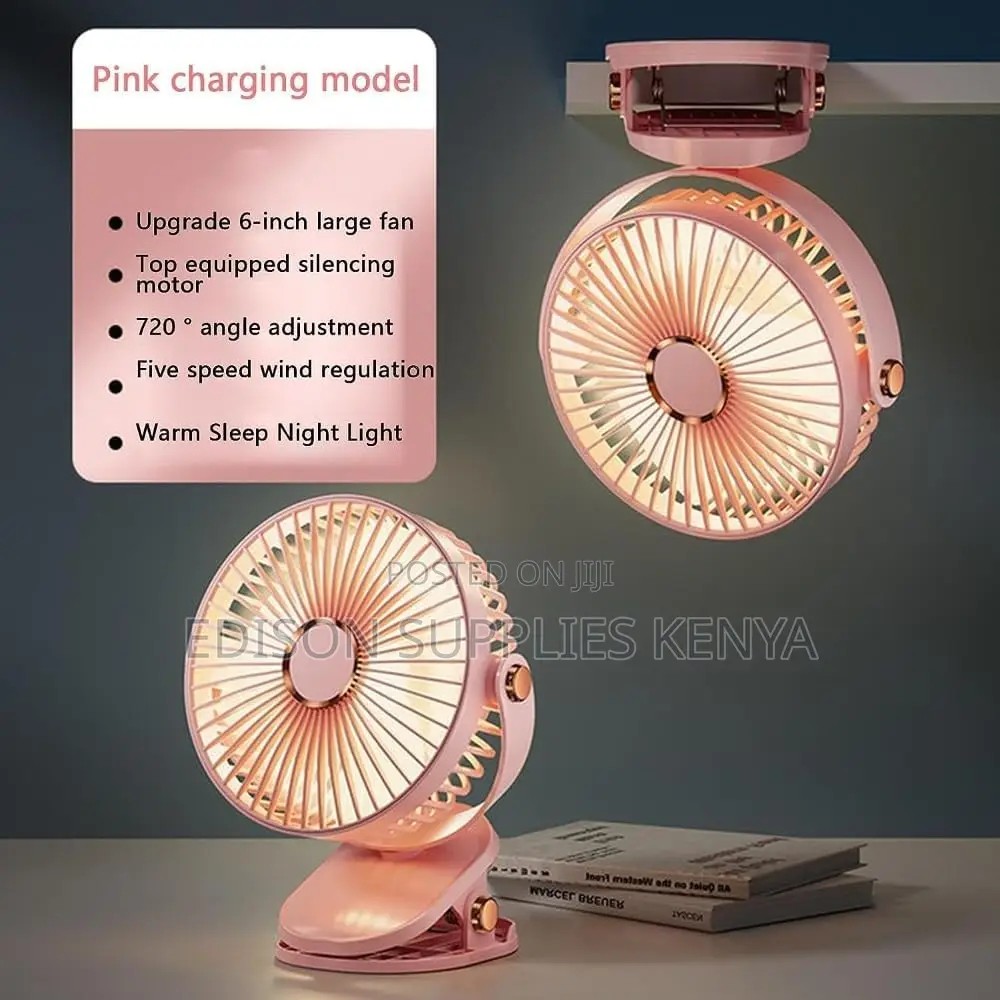 Pink charging model
● Upgrade 6-inch large fan
● Top equipped silencing
motor
● 720 ° angle adjustment
● Five speed wind regulation
● Warm Sleep Night Light
POSTED ON JIJI
EDISON SUPPLIES KENYA
All Quiet on the Western Front
MARCEL BREUER
TASCHEN